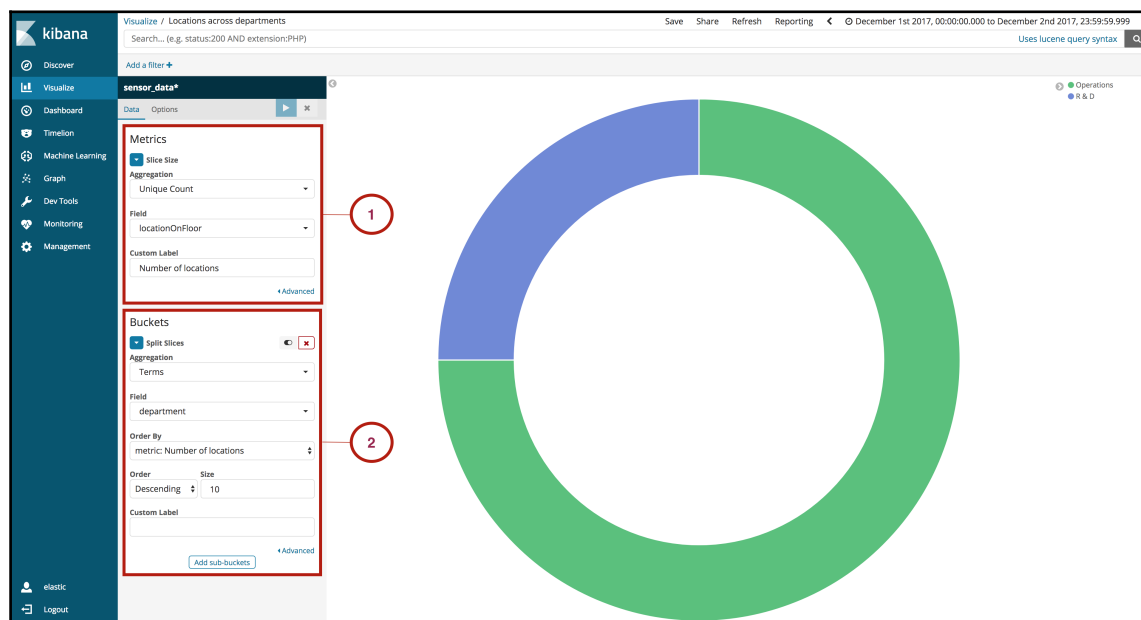 kibana
Discover
Visualize
Dashboard
Timelion
Machine Learning
Graph
Dev Tools
Monitoring
Management
elastic
Logout
Visualize / Locations across departments
Save Share Refresh Reporting December 1st 2017, 00:00:00.000 to December 2nd 2017, 23:59:59.999
Search... (e.g. status:200 AND extension:PHP) Uses lucene query syntax
Add a filter +
sensor_data*
Data Options
Metrics
Slice Size
Aggregation
Unique Count
Field
locationOnFloor
Custom Label
Number of locations
Advanced
1
Buckets
Split Slices
Aggregation
Terms
Field
department
Order By
metric: Number of locations
Order Size
Descending 10
Custom Label
Advanced
Add sub-buckets
2
Operations
R & D